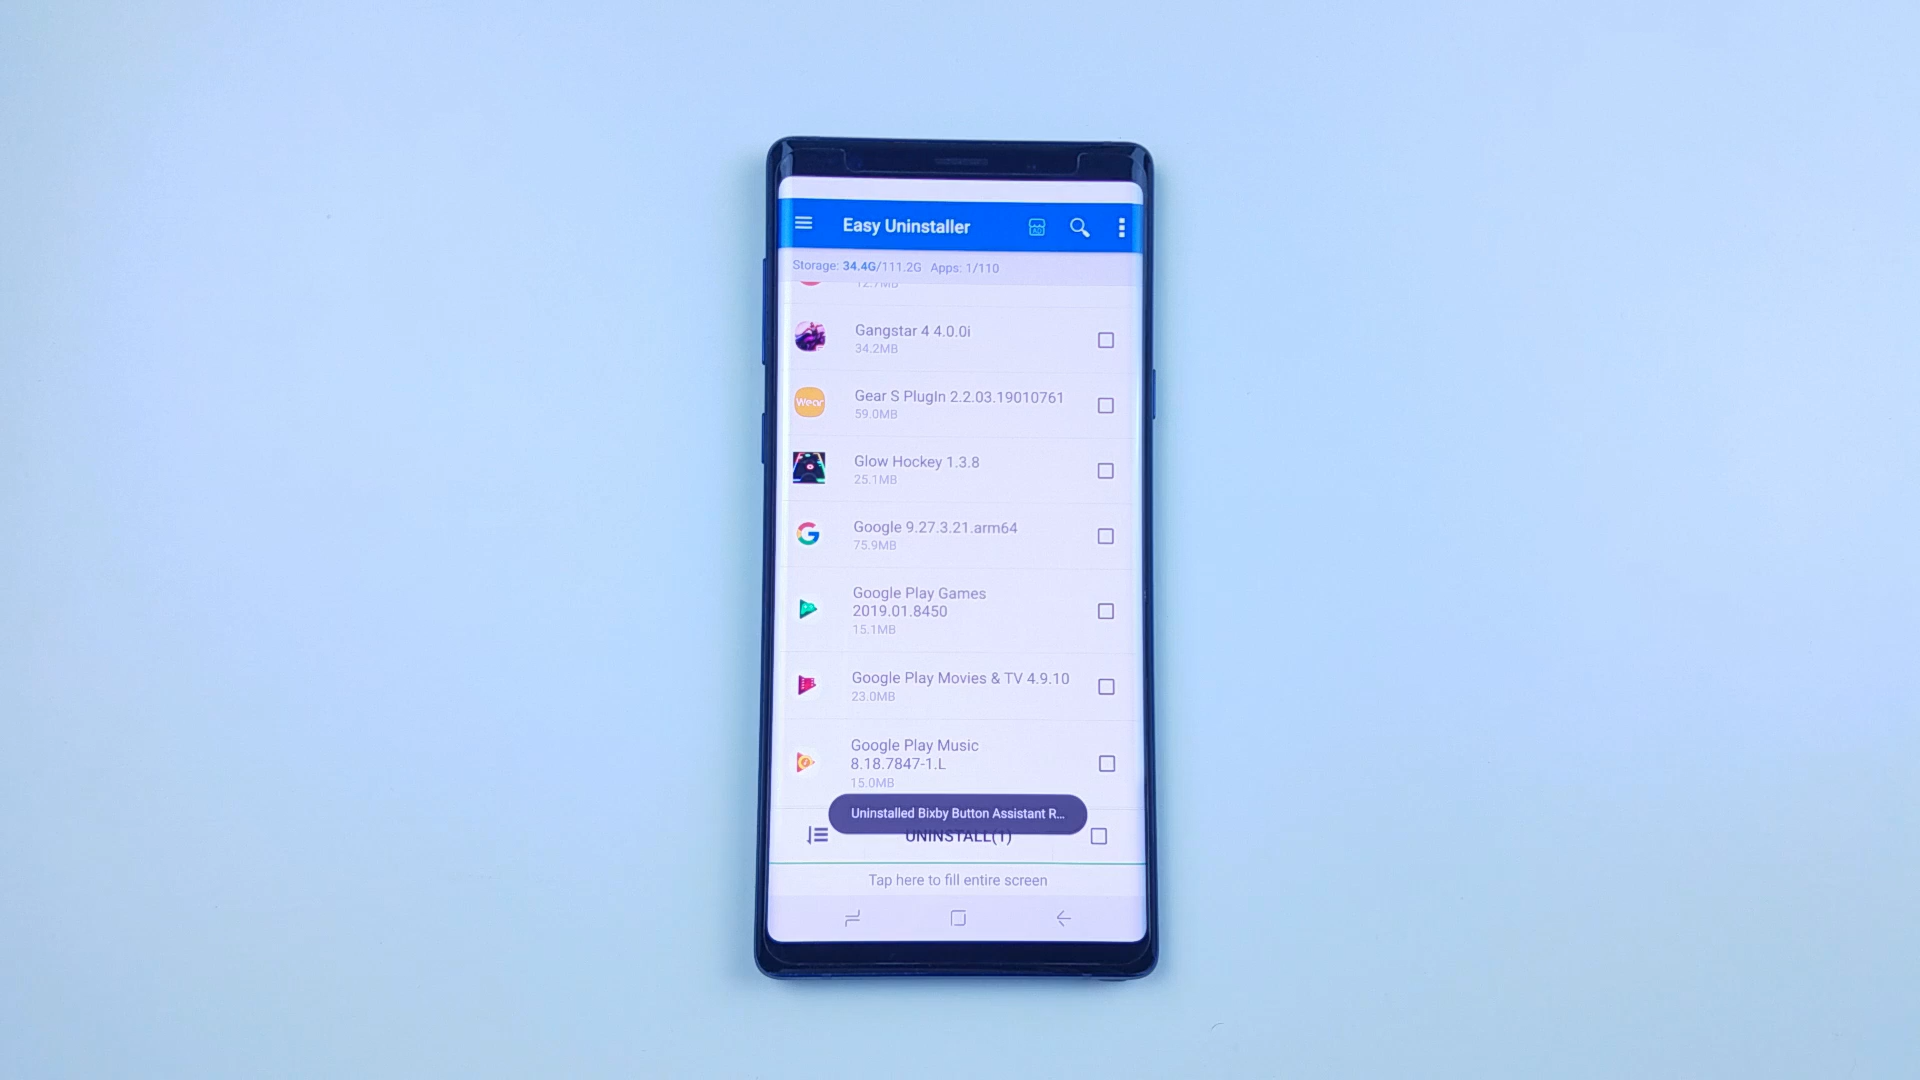 Easy Uninstaller
AD
Storage: 34.4G/111.2G Apps: 1/110
12.7MB
Gangstar 4 4.0.0i
34.2MB
Wear
Gear S PlugIn 2.2.03.19010761
59.0MB
Glow Hockey 1.3.8
25.1MB
Google 9.27.3.21.arm64
75.9MB
Google Play Games
2019.01.8450
15.1MB
Google Play Movies & TV 4.9.10
23.0MB
Google Play Music
8.18.7847-1.L
15.0MB
Uninstalled Bixby Button Assistant R...
UNINSTALL(1)
Tap here to fill entire screen